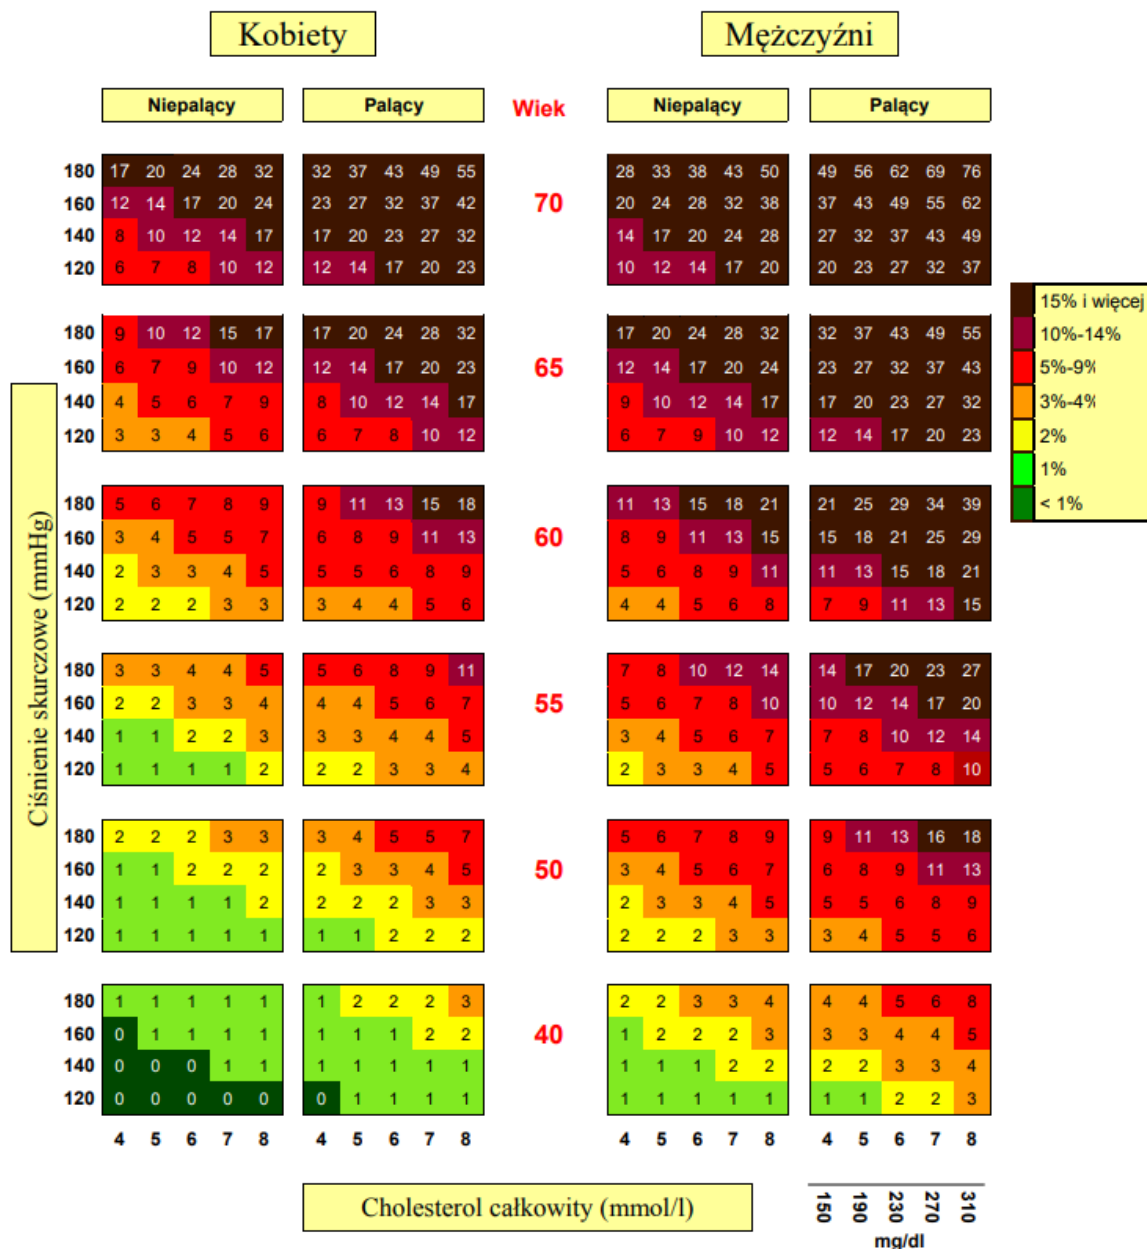 Kobiety Mężczyźni
Niepalący Palący Wiek Niepalący Palący
180 17 20 24 28 32 32 37 43 49 55 28 33 38 43 50 49 56 62 69 76
160 12 14 17 20 24 23 27 32 37 42 70 20 24 28 32 38 37 43 49 55 62
140 8 10 12 14 17 17 20 23 27 32 14 17 20 24 28 27 32 37 43 49
120 6 7 8 10 12 12 14 17 20 23 10 12 14 17 20 20 23 27 32 37
180 9 10 12 15 17 17 20 24 28 32 17 20 24 28 32 32 37 43 49 55
160 6 7 9 10 12 12 14 17 20 23 65 12 14 17 20 24 23 27 32 37 43
140 4 5 6 7 9 8 10 12 14 17 9 10 12 14 17 17 20 23 27 32
120 3 3 4 5 6 6 7 8 10 12 6 7 9 10 12 12 14 17 20 23
180 5 6 7 8 9 9 11 13 15 18 11 13 15 18 21 21 25 29 34 39
160 3 4 5 5 7 6 8 9 11 13 60 8 9 11 13 15 15 18 21 25 29
140 2 3 3 4 5 5 5 6 8 9 5 6 8 9 11 11 13 15 18 21
120 2 2 2 3 3 3 4 4 5 6 4 4 5 6 8 7 9 11 13 15
180 3 3 4 4 5 5 6 8 9 11 7 8 10 12 14 14 17 20 23 27
160 2 2 3 3 4 4 4 5 6 7 55 5 6 7 8 10 10 12 14 17 20
140 1 1 2 2 3 3 3 4 4 5 3 4 5 6 7 7 8 10 12 14
120 1 1 1 1 2 2 2 3 3 4 2 3 3 4 5 5 6 7 8 10
180 2 2 2 3 3 3 4 5 5 7 5 6 7 8 9 9 11 13 16 18
160 1 1 2 2 2 2 3 3 4 5 50 3 4 5 6 7 6 8 9 11 13
140 1 1 1 1 2 2 2 2 3 3 2 3 3 4 5 5 5 6 8 9
120 1 1 1 1 1 1 1 2 2 2 2 2 2 3 3 3 4 5 5 6
180 1 1 1 1 1 1 2 2 2 3 2 2 3 3 4 4 4 5 6 8
160 0 1 1 1 1 1 1 1 2 2 40 1 2 2 2 3 3 3 4 4 5
140 0 0 0 1 1 1 1 1 1 1 1 1 1 2 2 2 2 3 3 4
120 0 0 0 0 0 0 1 1 1 1 1 1 1 1 1 1 1 2 2 3
4 5 6 7 8 4 5 6 7 8 4 5 6 7 8 4 5 6 7 8
Ciśnienie skurczowe (mmHg)
15% i więcej
10%-14%
5%-9%
3%-4%
2%
1%
< 1%
Cholesterol całkowity (mmol/l)
150 190 230 270 310
mg/dl